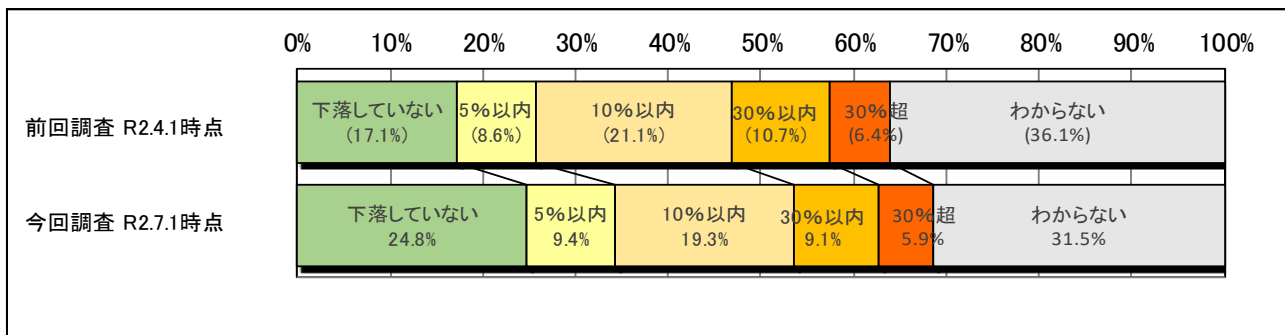 0% 10% 20% 30% 40% 50% 60% 70% 80% 90% 100%
前回調査 R2.4.1時点
下落していない 5%以内 10%以内 30%以内 30%超 わからない
(17.1%) (8.6%) (21.1%) (10.7%) (6.4%) (36.1%)
今回調査 R2.7.1時点
下落していない 5%以内 10%以内 30%以内 30%超 わからない
24.8% 9.4% 19.3% 9.1% 5.9% 31.5%